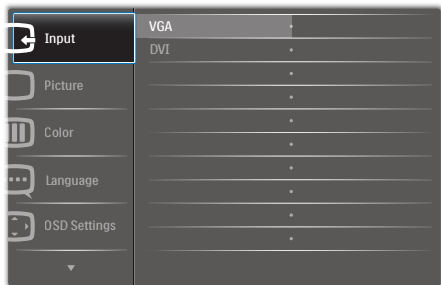 Input
Picture
Color
Language
OSD Settings
VGA
DVI